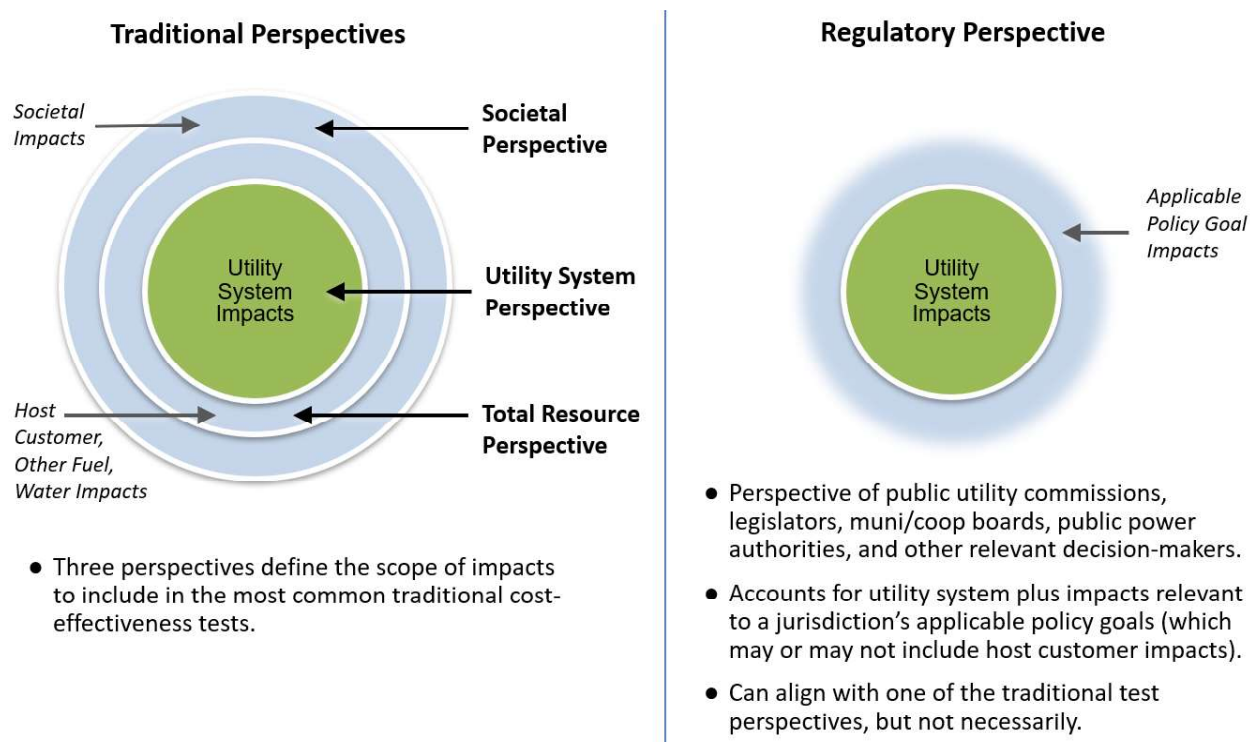 Traditional Perspectives
Societal
Impacts
Societal
Perspective
Utility
System
Impacts
Utility System
Perspective
Host
Customer,
Other Fuel,
Water Impacts
Total Resource
Perspective
● Three perspectives define the scope of impacts
to include in the most common traditional cost-
effectiveness tests.
Regulatory Perspective
Applicable
Policy Goal
Impacts
Utility
System
Impacts
● Perspective of public utility commissions,
legislators, muni/coop boards, public power
authorities, and other relevant decision-makers.
● Accounts for utility system plus impacts relevant
to a jurisdiction’s applicable policy goals (which
may or may not include host customer impacts).
● Can align with one of the traditional test
perspectives, but not necessarily.